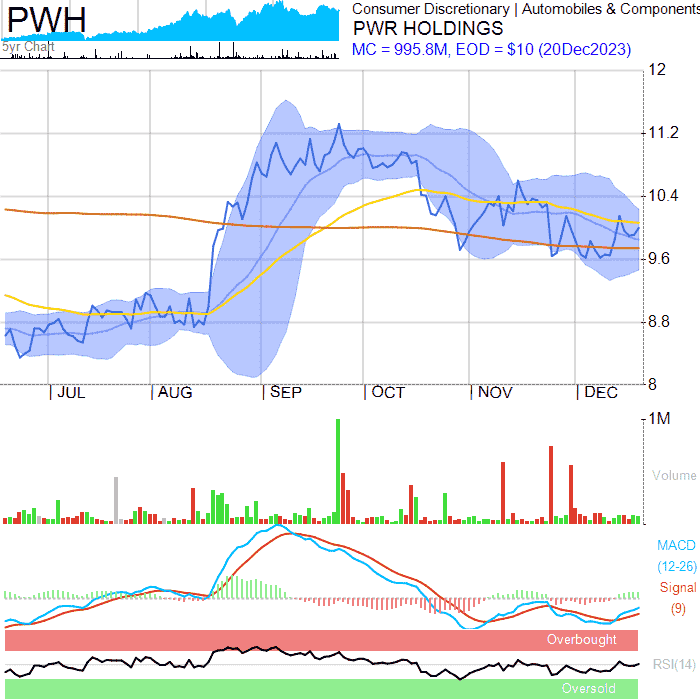 PWH
5yr Chart
Consumer Discretionary | Automobiles & Components
PWR HOLDINGS
MC = 995.8M, EOD = $10 (20Dec2023)
12
11.2
10.4
9.6
8.8
8
JUL AUG SEP OCT NOV DEC
1M
Volume
MACD
(12-26)
Signal
(9)
Overbought
RSI(14)
Oversold